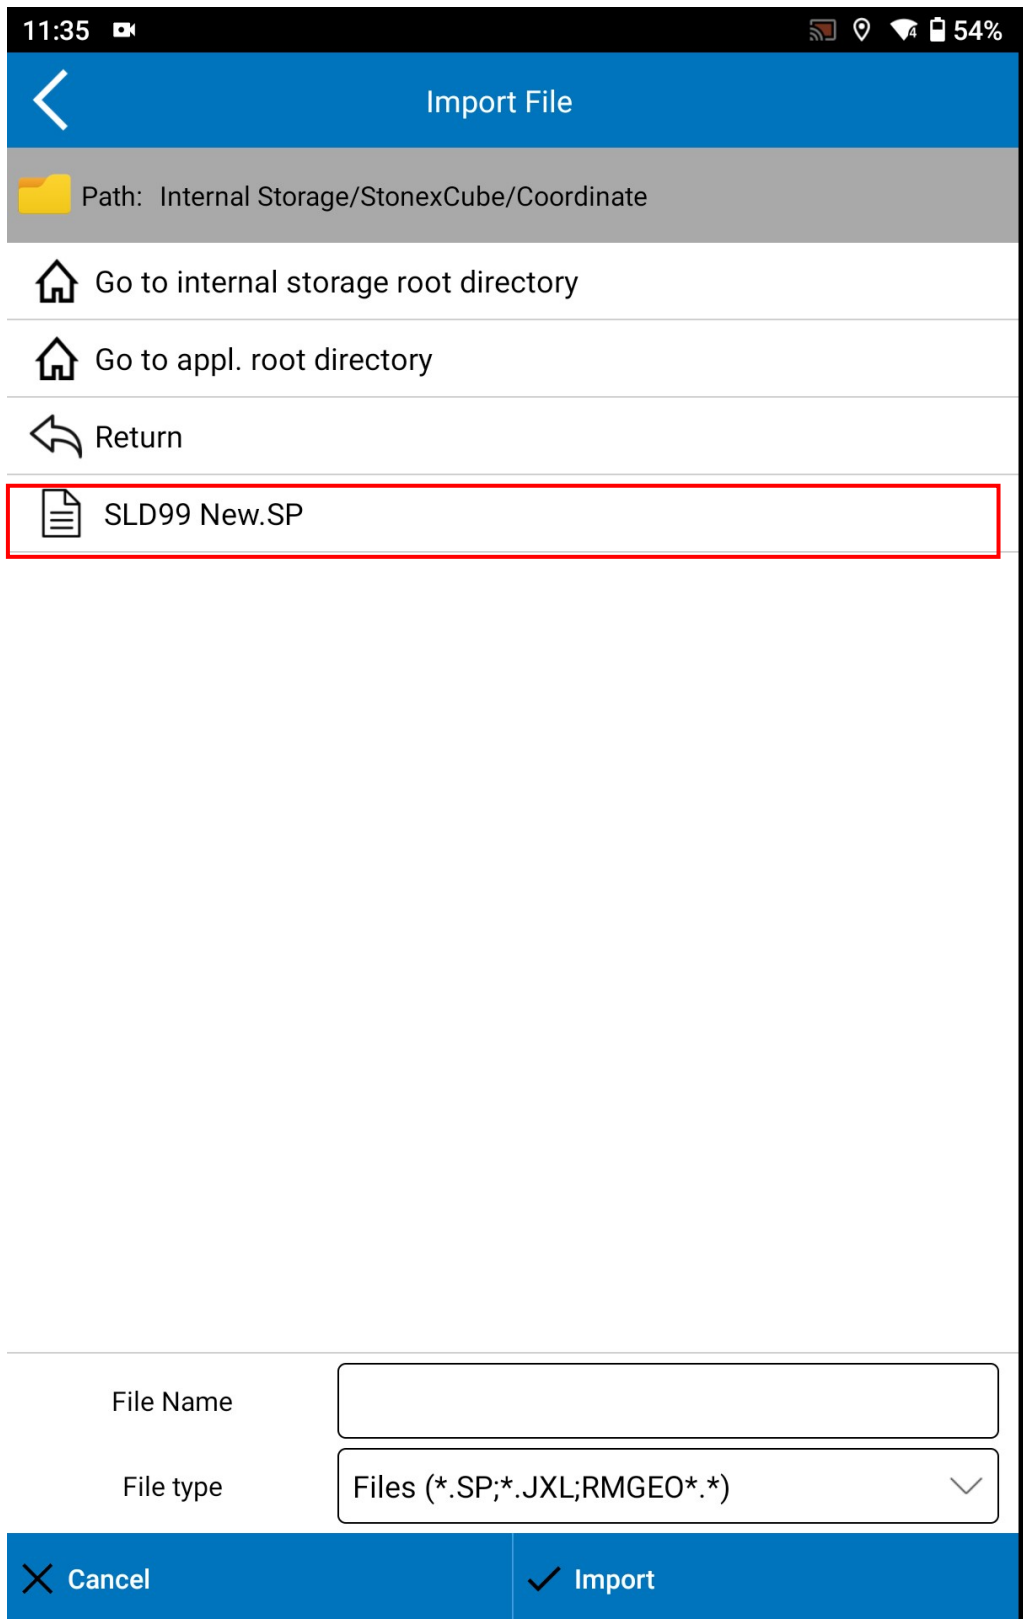 11:35 54%
Import File
Path: Internal Storage/StonexCube/Coordinate
Go to internal storage root directory
Go to appl. root directory
Return
SLD99 New.SP
File Name
File type Files (*.SP;*.JXL;RMGEO*.*)
Cancel Import